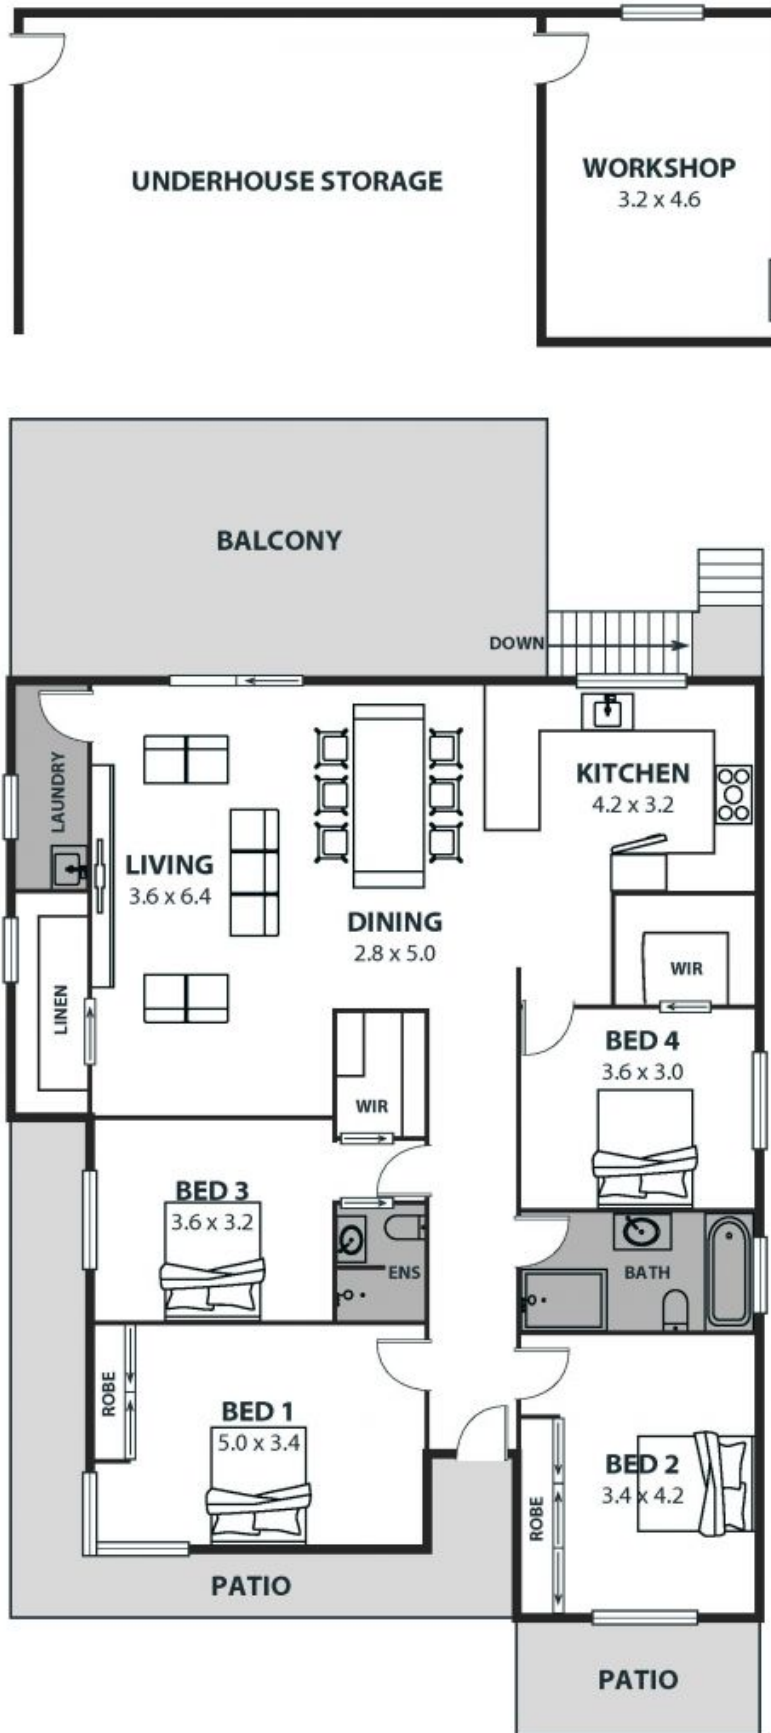 UNDERHOUSE STORAGE
WORKSHOP
3.2 x 4.6
BALCONY
DOWN
LAUNDRY
KITCHEN
4.2 x 3.2
LIVING
3.6 x 6.4
DINING
2.8 x 5.0
WIR
LINEN
BED 4
3.6 x 3.0
WIR
BED 3
3.6 x 3.2
ENS
BATH
ROBE
BED 1
5.0 x 3.4
BED 2
3.4 x 4.2
ROBE
PATIO
PATIO